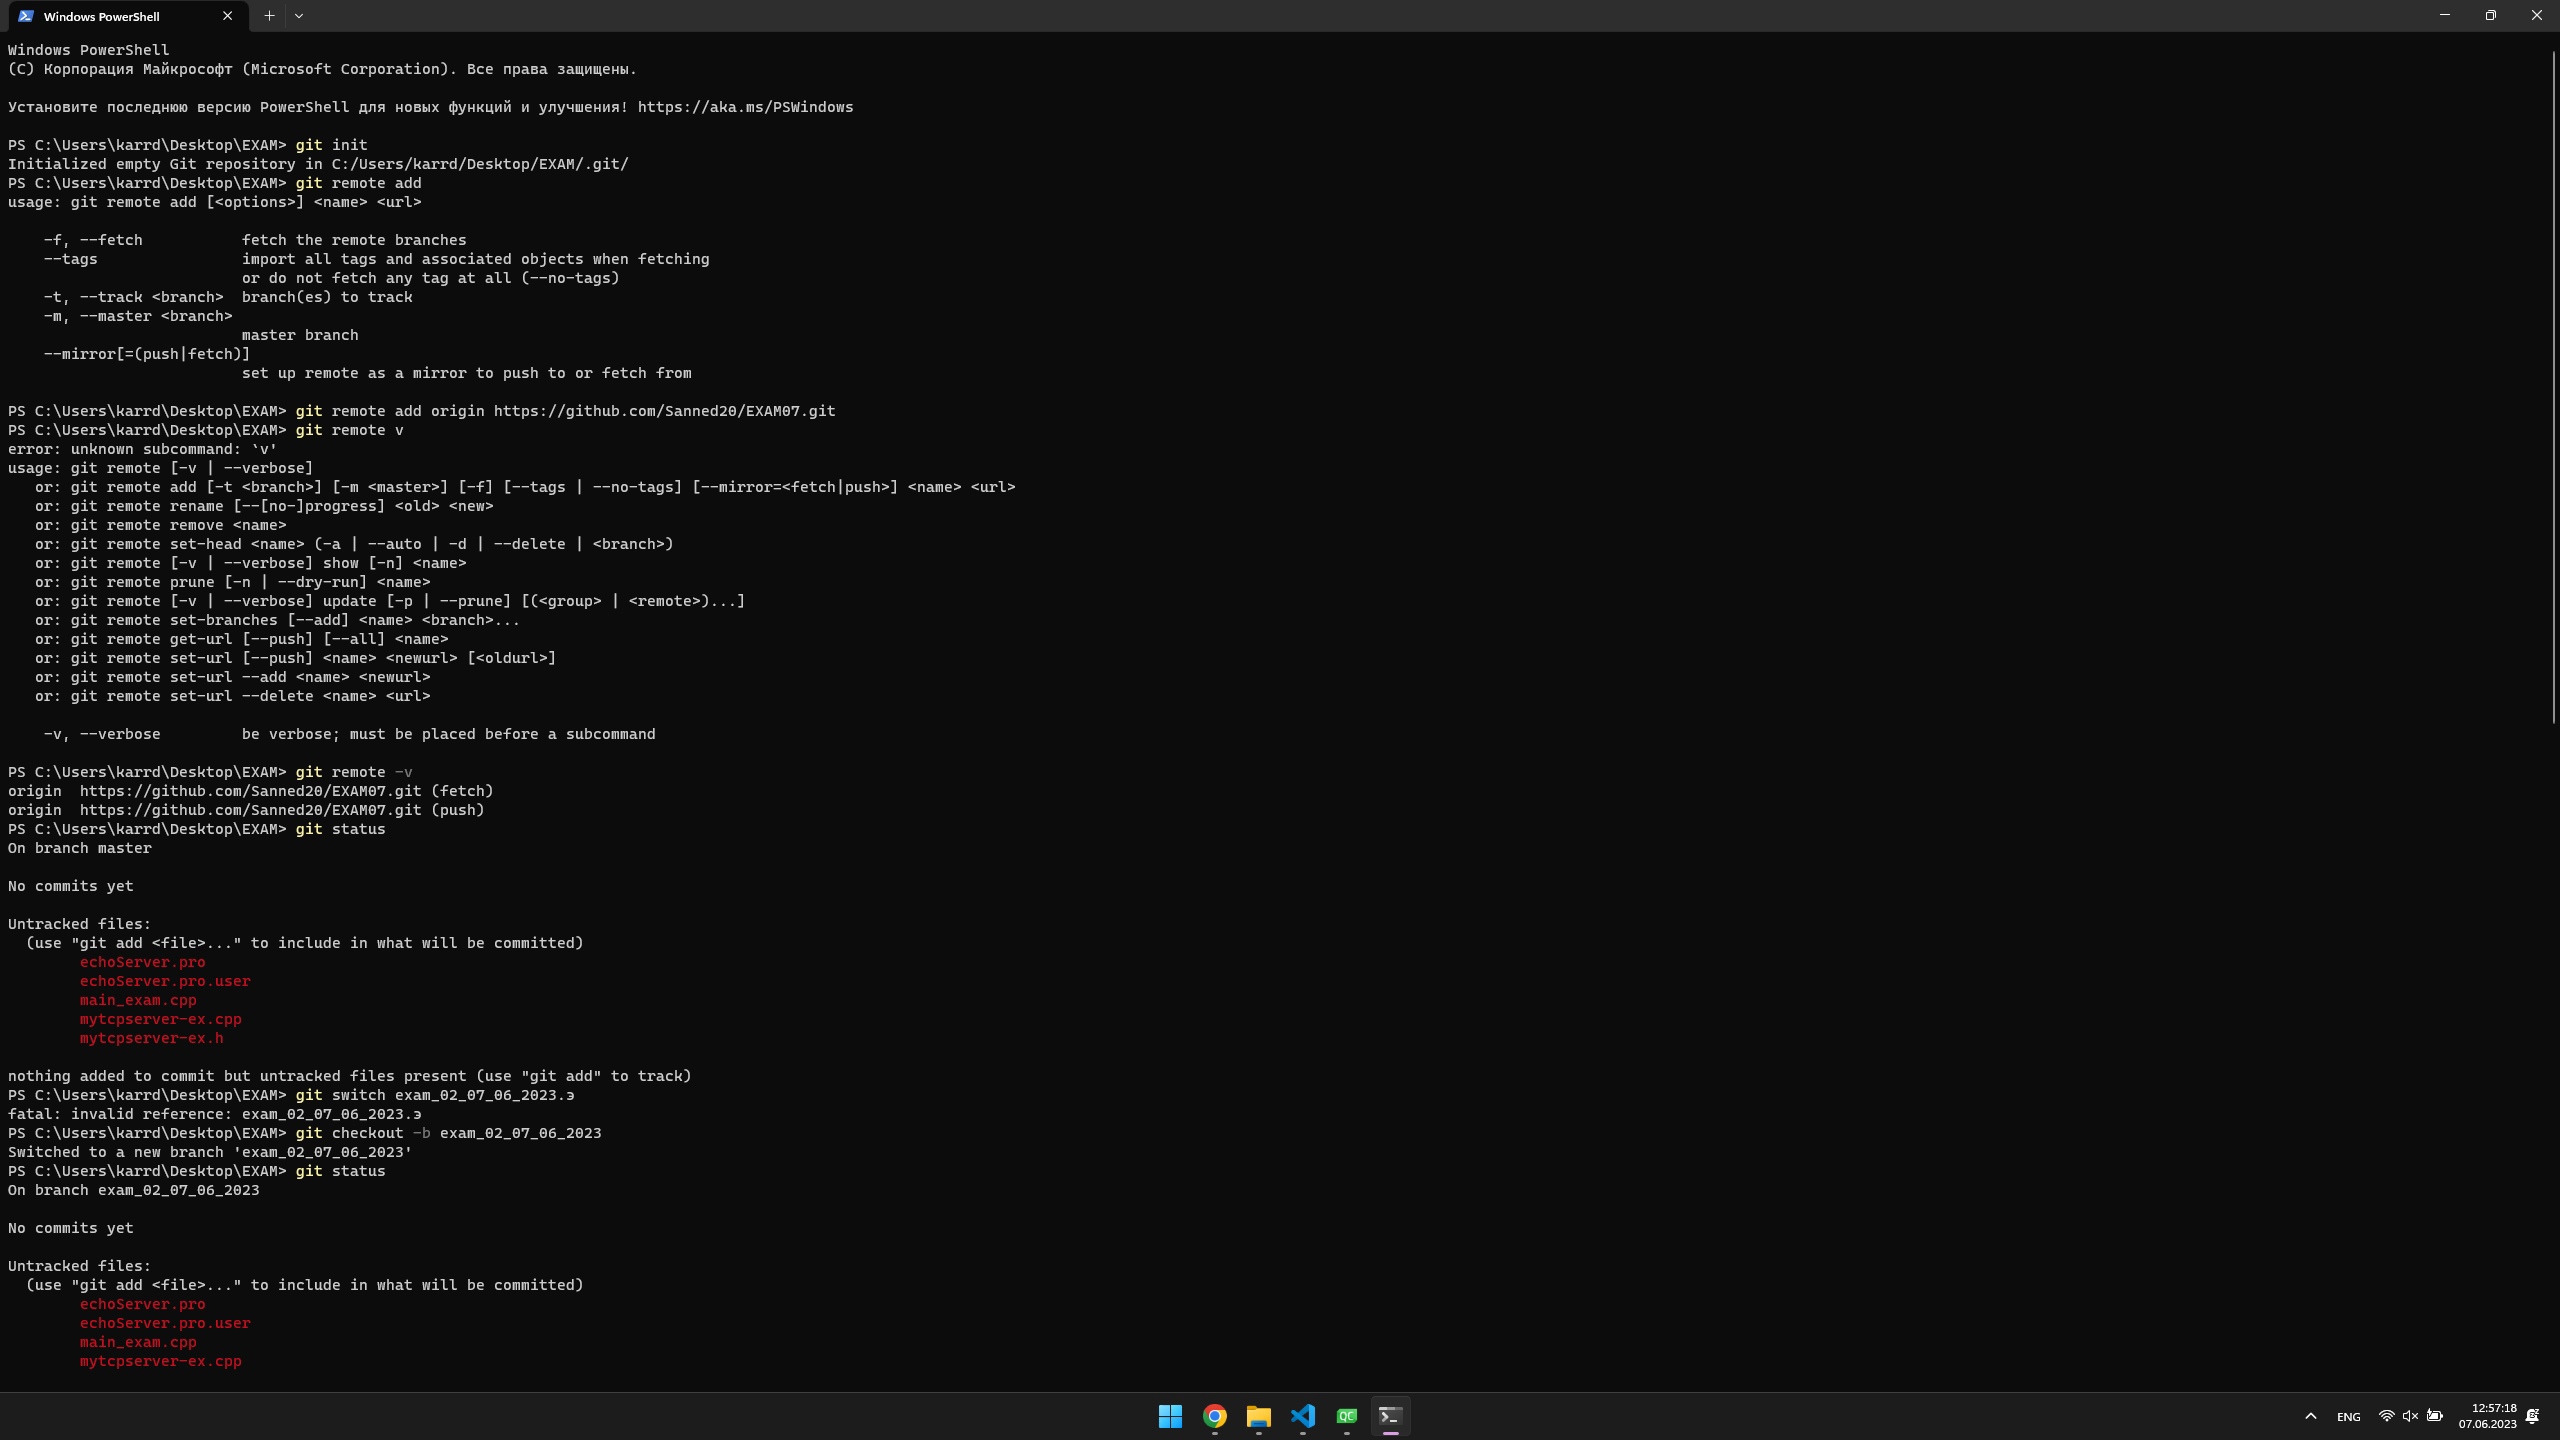 Windows PowerShell
Windows PowerShell
(C) Корпорация Майкрософт (Microsoft Corporation). Все права защищены.
Установите последнюю версию PowerShell для новых функций и улучшения! https://aka.ms/PSWindows
PS C:\Users\karrd\Desktop\EXAM> git init
Initialized empty Git repository in C:/Users/karrd/Desktop/EXAM/.git/
PS C:\Users\karrd\Desktop\EXAM> git remote add
usage: git remote add [<options>] <name> <url>
    -f, --fetch           fetch the remote branches
    --tags                import all tags and associated objects when fetching
                          or do not fetch any tag at all (--no-tags)
    -t, --track <branch>  branch(es) to track
    -m, --master <branch>
                          master branch
    --mirror[=(push|fetch)]
                          set up remote as a mirror to push to or fetch from
PS C:\Users\karrd\Desktop\EXAM> git remote add origin https://github.com/Sanned20/EXAM07.git
PS C:\Users\karrd\Desktop\EXAM> git remote v
error: unknown subcommand: `v'
usage: git remote [-v | --verbose]
   or: git remote add [-t <branch>] [-m <master>] [-f] [--tags | --no-tags] [--mirror=<fetch|push>] <name> <url>
   or: git remote rename [--[no-]progress] <old> <new>
   or: git remote remove <name>
   or: git remote set-head <name> (-a | --auto | -d | --delete | <branch>)
   or: git remote [-v | --verbose] show [-n] <name>
   or: git remote prune [-n | --dry-run] <name>
   or: git remote [-v | --verbose] update [-p | --prune] [(<group> | <remote>)...]
   or: git remote set-branches [--add] <name> <branch>...
   or: git remote get-url [--push] [--all] <name>
   or: git remote set-url [--push] <name> <newurl> [<oldurl>]
   or: git remote set-url --add <name> <newurl>
   or: git remote set-url --delete <name> <url>
    -v, --verbose         be verbose; must be placed before a subcommand
PS C:\Users\karrd\Desktop\EXAM> git remote -v
origin  https://github.com/Sanned20/EXAM07.git (fetch)
origin  https://github.com/Sanned20/EXAM07.git (push)
PS C:\Users\karrd\Desktop\EXAM> git status
On branch master
No commits yet
Untracked files:
  (use "git add <file>..." to include in what will be committed)
        echoServer.pro
        echoServer.pro.user
        main_exam.cpp
        mytcpserver-ex.cpp
        mytcpserver-ex.h
nothing added to commit but untracked files present (use "git add" to track)
PS C:\Users\karrd\Desktop\EXAM> git switch exam_02_07_06_2023.э
fatal: invalid reference: exam_02_07_06_2023.э
PS C:\Users\karrd\Desktop\EXAM> git checkout -b exam_02_07_06_2023
Switched to a new branch 'exam_02_07_06_2023'
PS C:\Users\karrd\Desktop\EXAM> git status
On branch exam_02_07_06_2023
No commits yet
Untracked files:
  (use "git add <file>..." to include in what will be committed)
        echoServer.pro
        echoServer.pro.user
        main_exam.cpp
        mytcpserver-ex.cpp
QC
ENG
12:57:18
07.06.2023